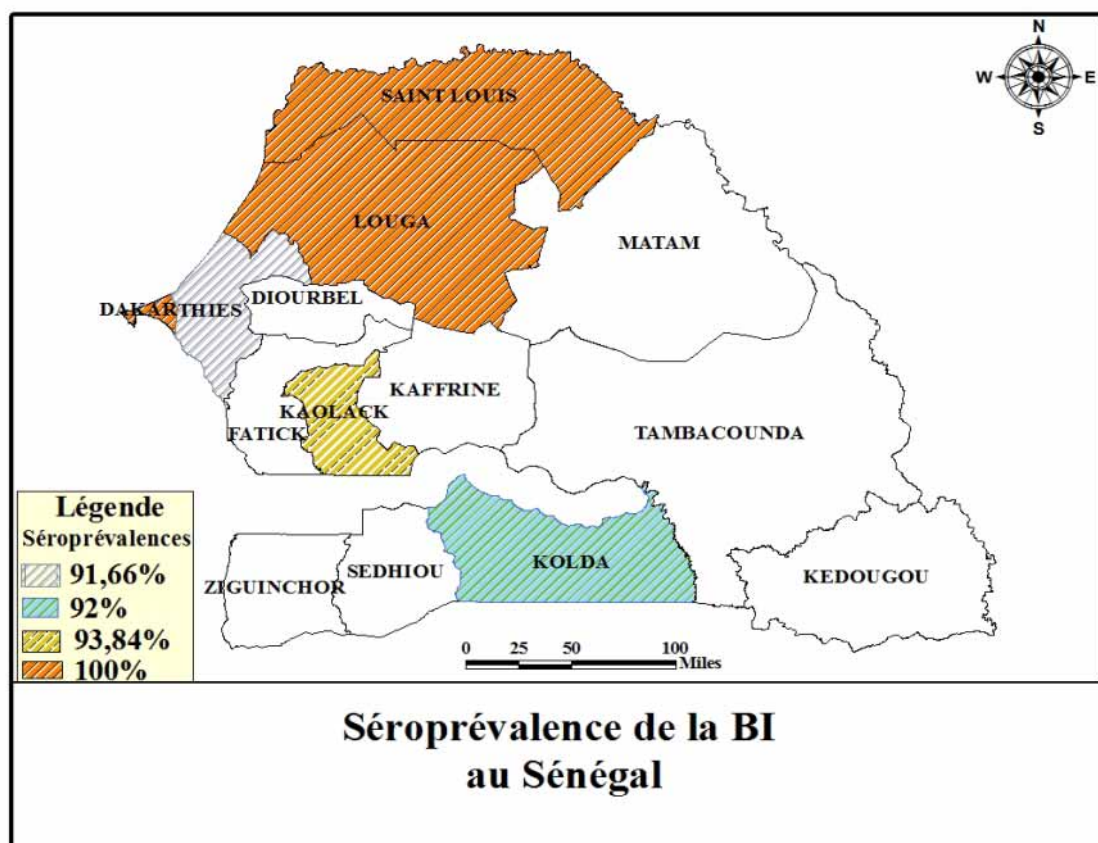 N
W E
S
SAINT LOUIS
LOUGA
MATAM
DAKAR
THIES
DIOURBEL
KAFFRINE
KAOLACK
FATICK
TAMBACOUNDA
ZIGUINCHOR
SEDHIOU
KOLDA
KEDOUGOU
Légende
Séroprévalences
91,66%
92%
93,84%
100%
0 25 50 100
Miles
Séroprévalence de la BI
au Sénégal